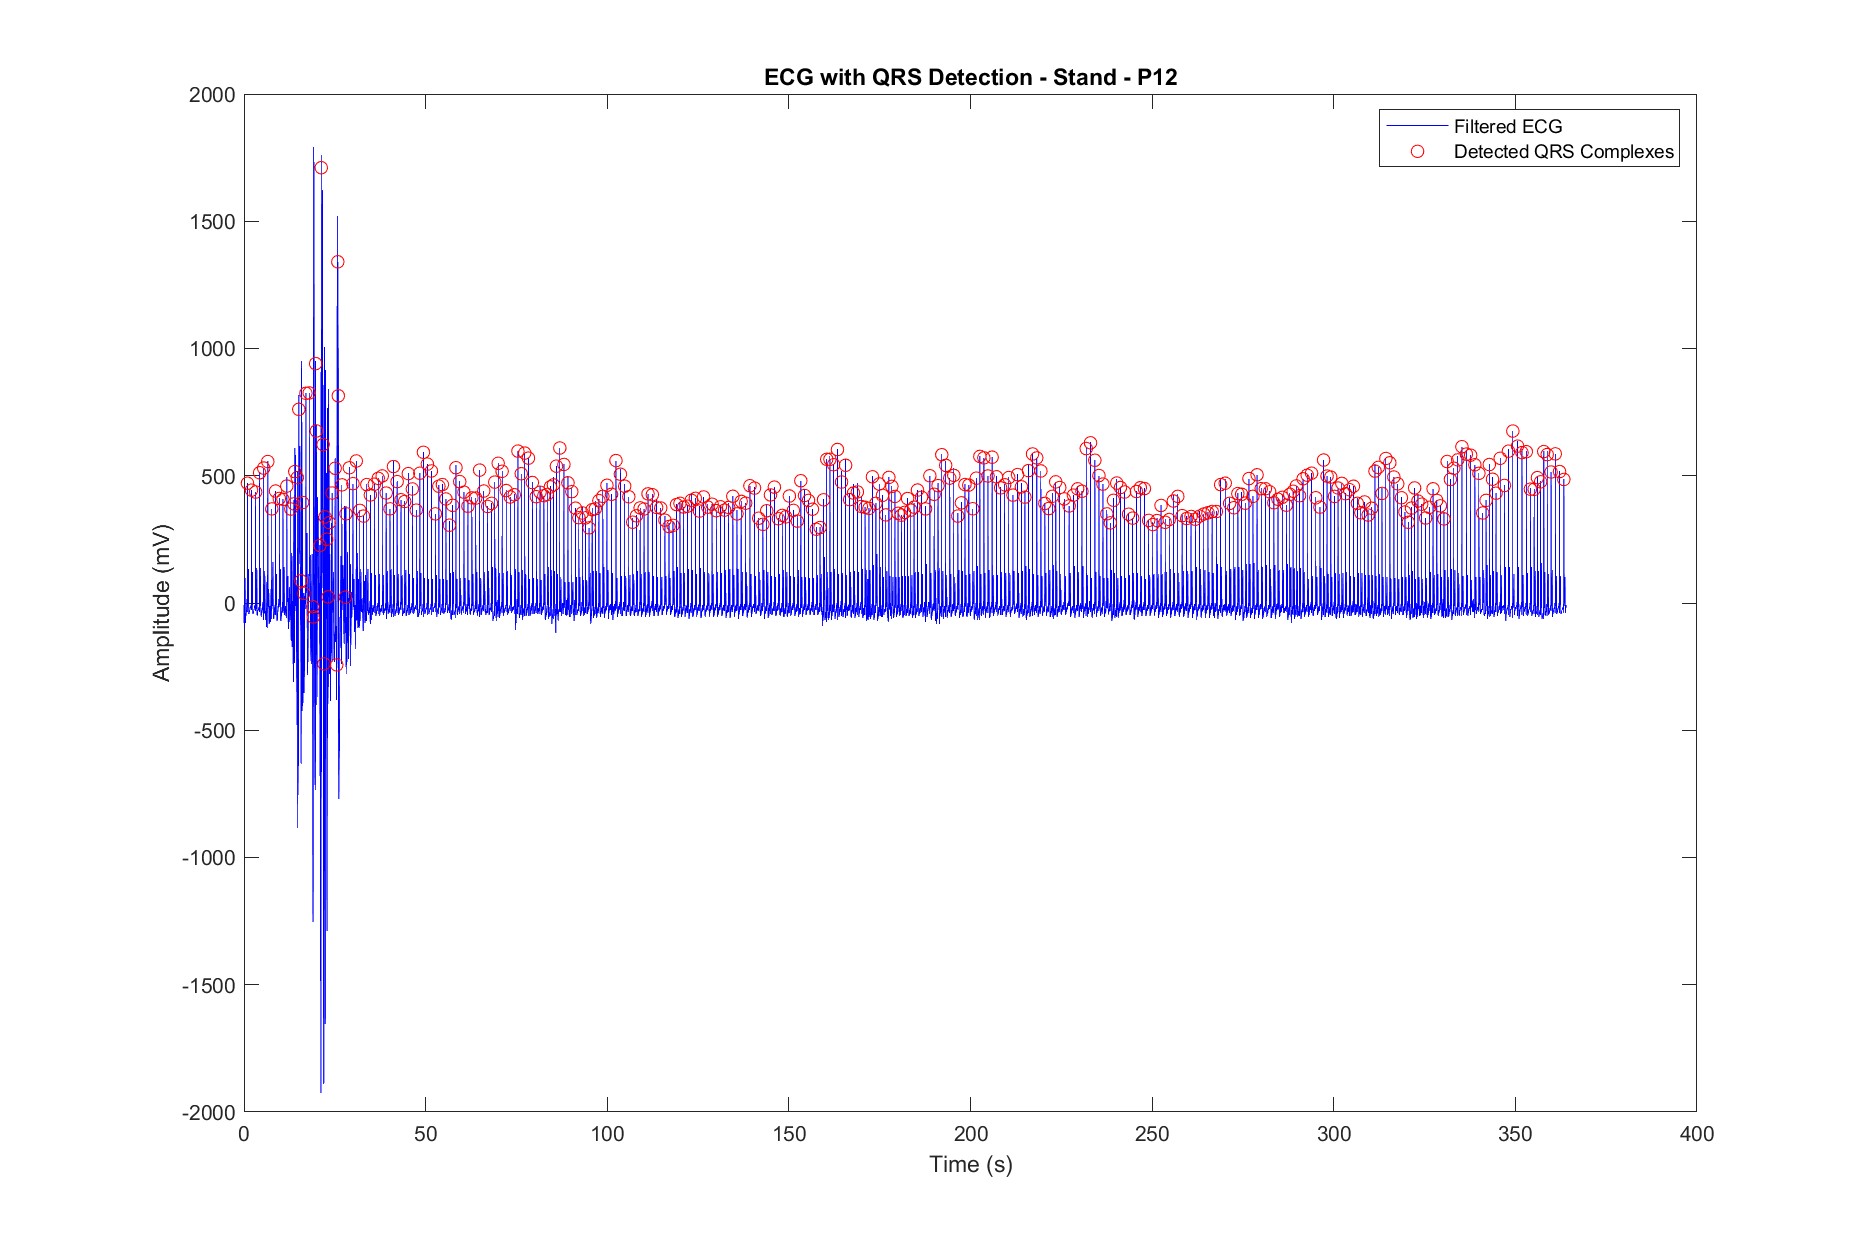 ECG with QRS Detection - Stand - P12
Filtered ECG
Detected QRS Complexes
2000
1500
1000
500
0
-500
-1000
-1500
-2000
Amplitude (mV)
0 50 100 150 200 250 300 350 400
Time (s)